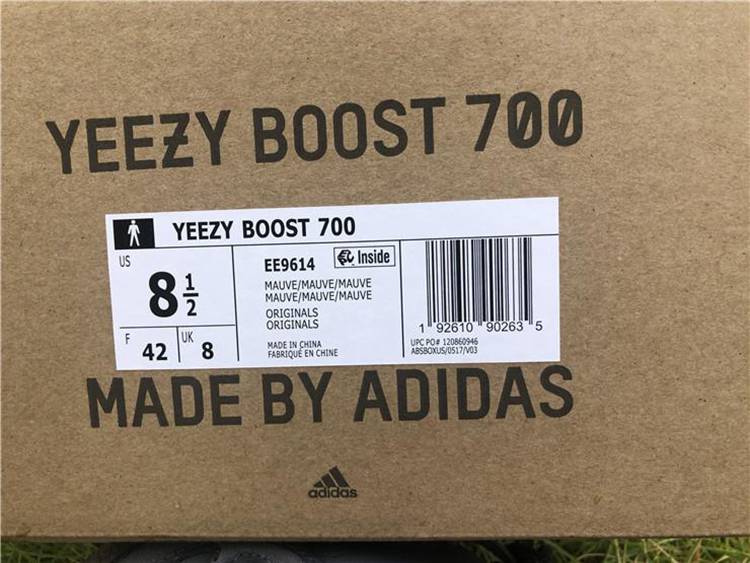 YEEZY BOOST 700
YEEZY BOOST 700
US
8 1/2
F
42
UK
8
EE9614
Inside
MAUVE/MAUVE/MAUVE
MAUVE/MAUVE/MAUVE
ORIGINALS
ORIGINALS
MADE IN CHINA
FABRIQUÉ EN CHINE
1 92610 90263 5
UPC PO# 120860946
ABSBOXUS/0517/V03
MADE BY ADIDAS
adidas